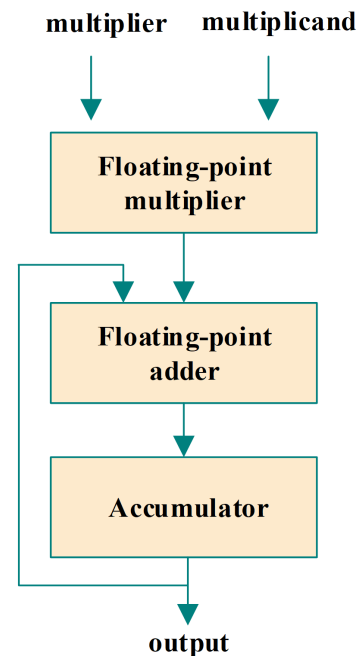 multiplier multiplicand
Floating-point
multiplier
Floating-point
adder
Accumulator
output